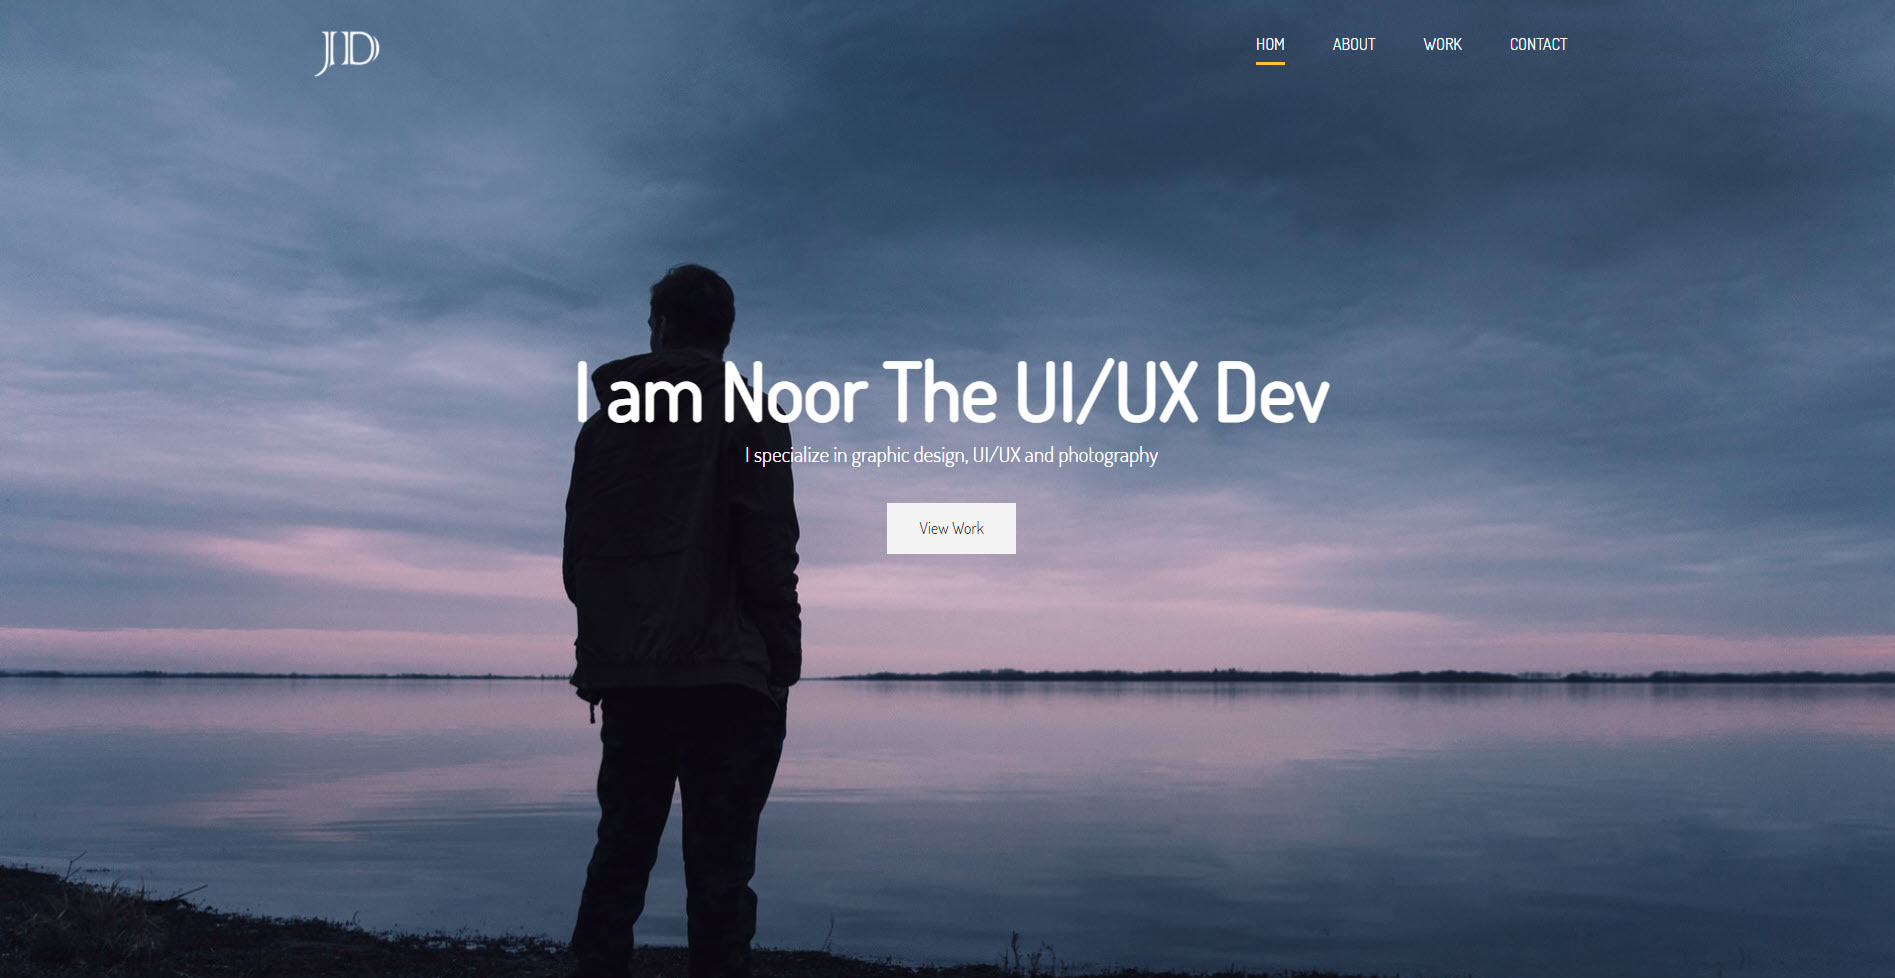 JD
HOM ABOUT WORK CONTACT
I am Noor The UI/UX Dev
I specialize in graphic design, UI/UX and photography
View Work